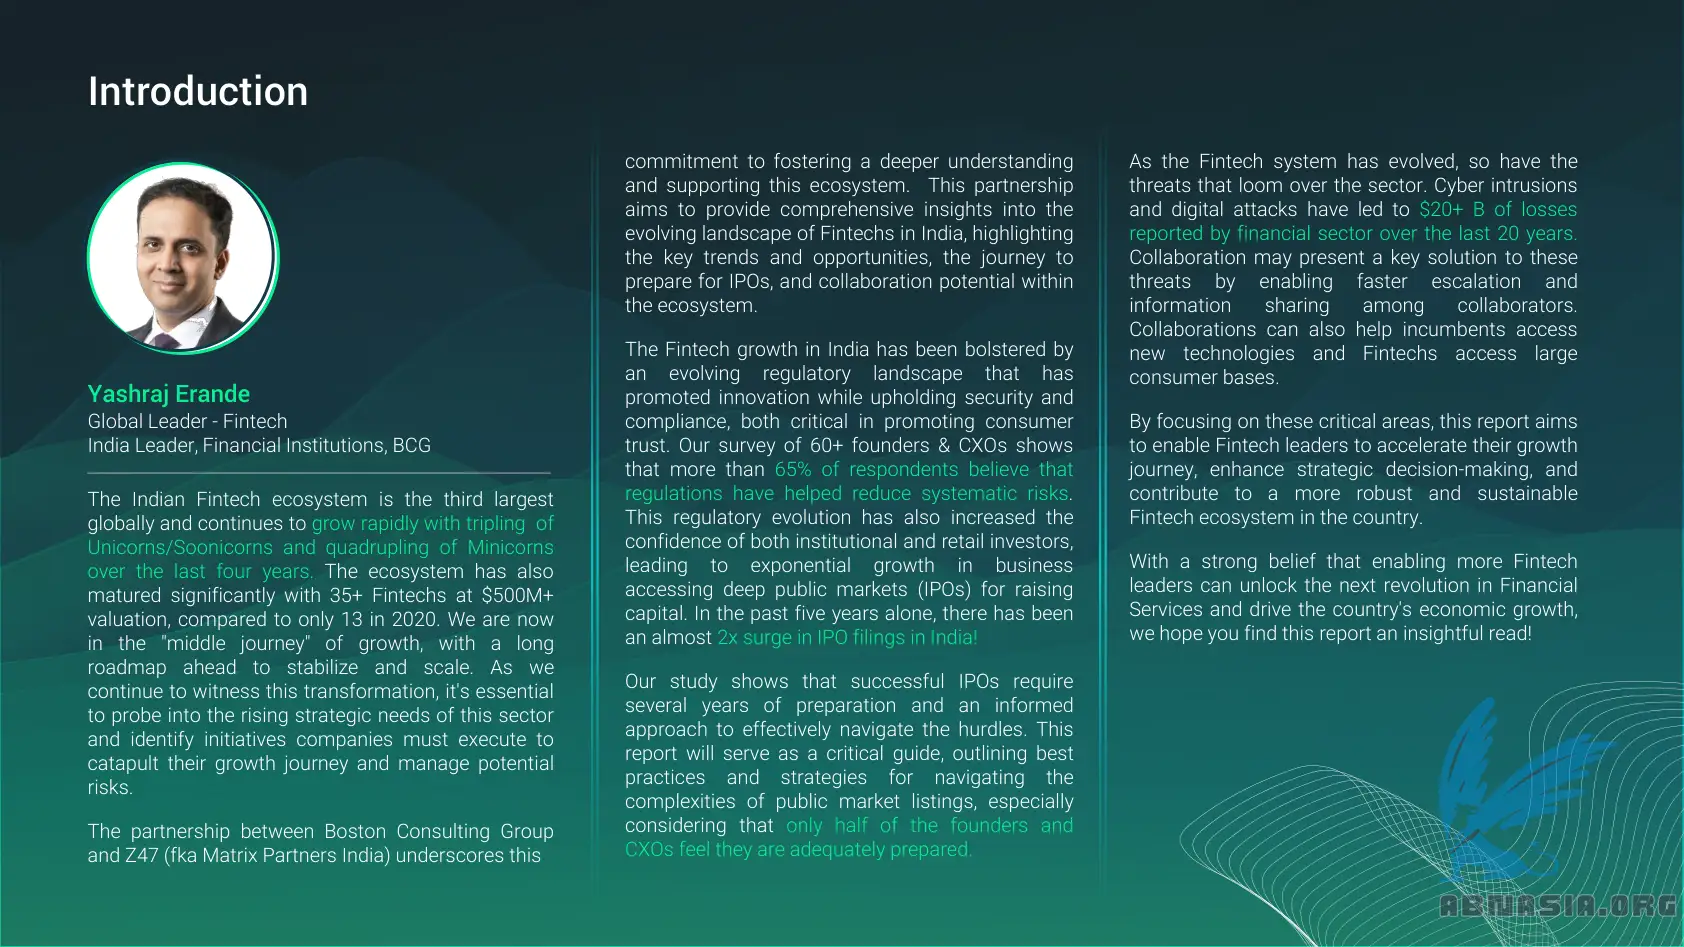 Introduction
Yashraj Erande
Global Leader - Fintech
India Leader, Financial Institutions, BCG
The Indian Fintech ecosystem is the third largest
globally and continues to grow rapidly with tripling of
Unicorns/Soonicorns and quadrupling of Minicorns
over the last four years. The ecosystem has also
matured significantly with 35+ Fintechs at $500M+
valuation, compared to only 13 in 2020. We are now
in the "middle journey" of growth, with a long
roadmap ahead to stabilize and scale. As we
continue to witness this transformation, it's essential
to probe into the rising strategic needs of this sector
and identify initiatives companies must execute to
catapult their growth journey and manage potential
risks.
The partnership between Boston Consulting Group
and Z47 (fka Matrix Partners India) underscores this
commitment to fostering a deeper understanding
and supporting this ecosystem. This partnership
aims to provide comprehensive insights into the
evolving landscape of Fintechs in India, highlighting
the key trends and opportunities, the journey to
prepare for IPOs, and collaboration potential within
the ecosystem.
The Fintech growth in India has been bolstered by
an evolving regulatory landscape that has
promoted innovation while upholding security and
compliance, both critical in promoting consumer
trust. Our survey of 60+ founders & CXOs shows
that more than 65% of respondents believe that
regulations have helped reduce systematic risks.
This regulatory evolution has also increased the
confidence of both institutional and retail investors,
leading to exponential growth in business
accessing deep public markets (IPOs) for raising
capital. In the past five years alone, there has been
an almost 2x surge in IPO filings in India!
Our study shows that successful IPOs require
several years of preparation and an informed
approach to effectively navigate the hurdles. This
report will serve as a critical guide, outlining best
practices and strategies for navigating the
complexities of public market listings, especially
considering that only half of the founders and
CXOs feel they are adequately prepared.
As the Fintech system has evolved, so have the
threats that loom over the sector. Cyber intrusions
and digital attacks have led to $20+ B of losses
reported by financial sector over the last 20 years.
Collaboration may present a key solution to these
threats by enabling faster escalation and
information sharing among collaborators.
Collaborations can also help incumbents access
new technologies and Fintechs access large
consumer bases.
By focusing on these critical areas, this report aims
to enable Fintech leaders to accelerate their growth
journey, enhance strategic decision-making, and
contribute to a more robust and sustainable
Fintech ecosystem in the country.
With a strong belief that enabling more Fintech
leaders can unlock the next revolution in Financial
Services and drive the country's economic growth,
we hope you find this report an insightful read!
ABNASIA.ORG